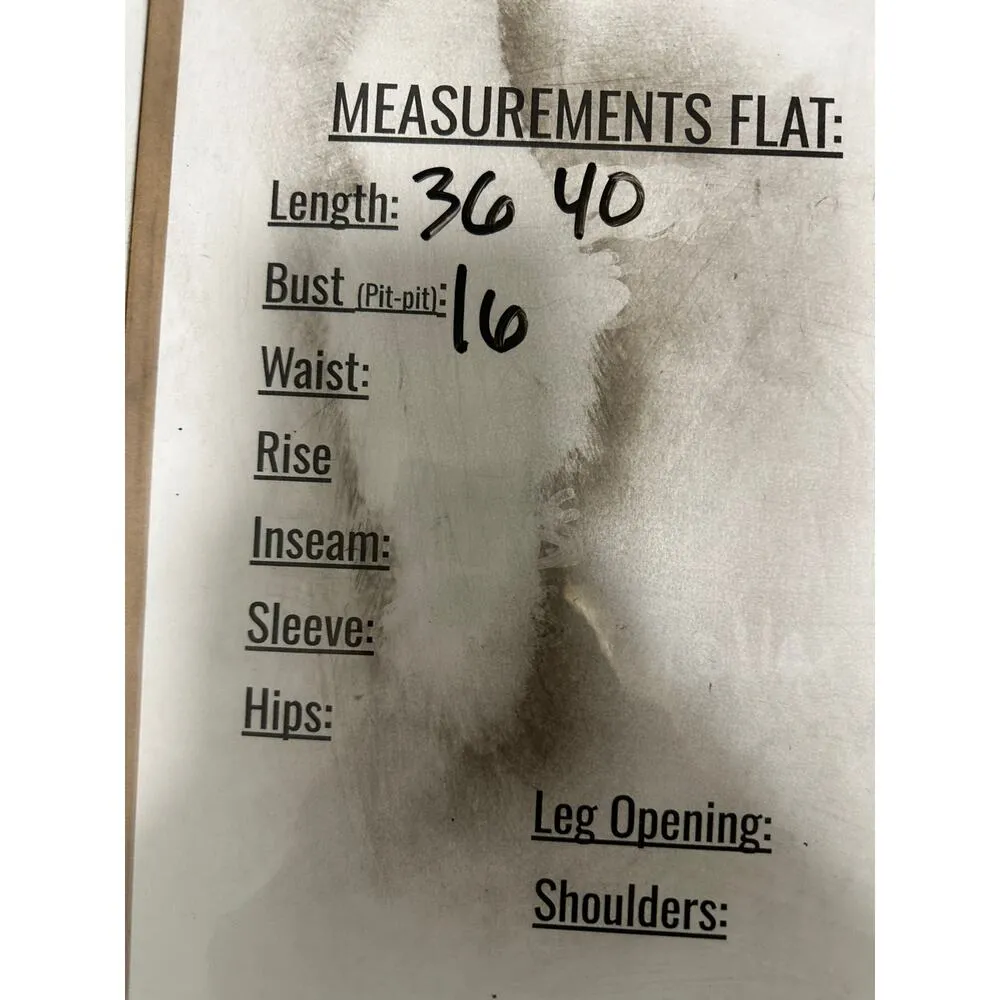 MEASUREMENTS FLAT:
Length: 36 40
Bust (Pit-pit): 16
Waist:
Rise
Inseam:
Sleeve:
Hips:
Leg Opening:
Shoulders: